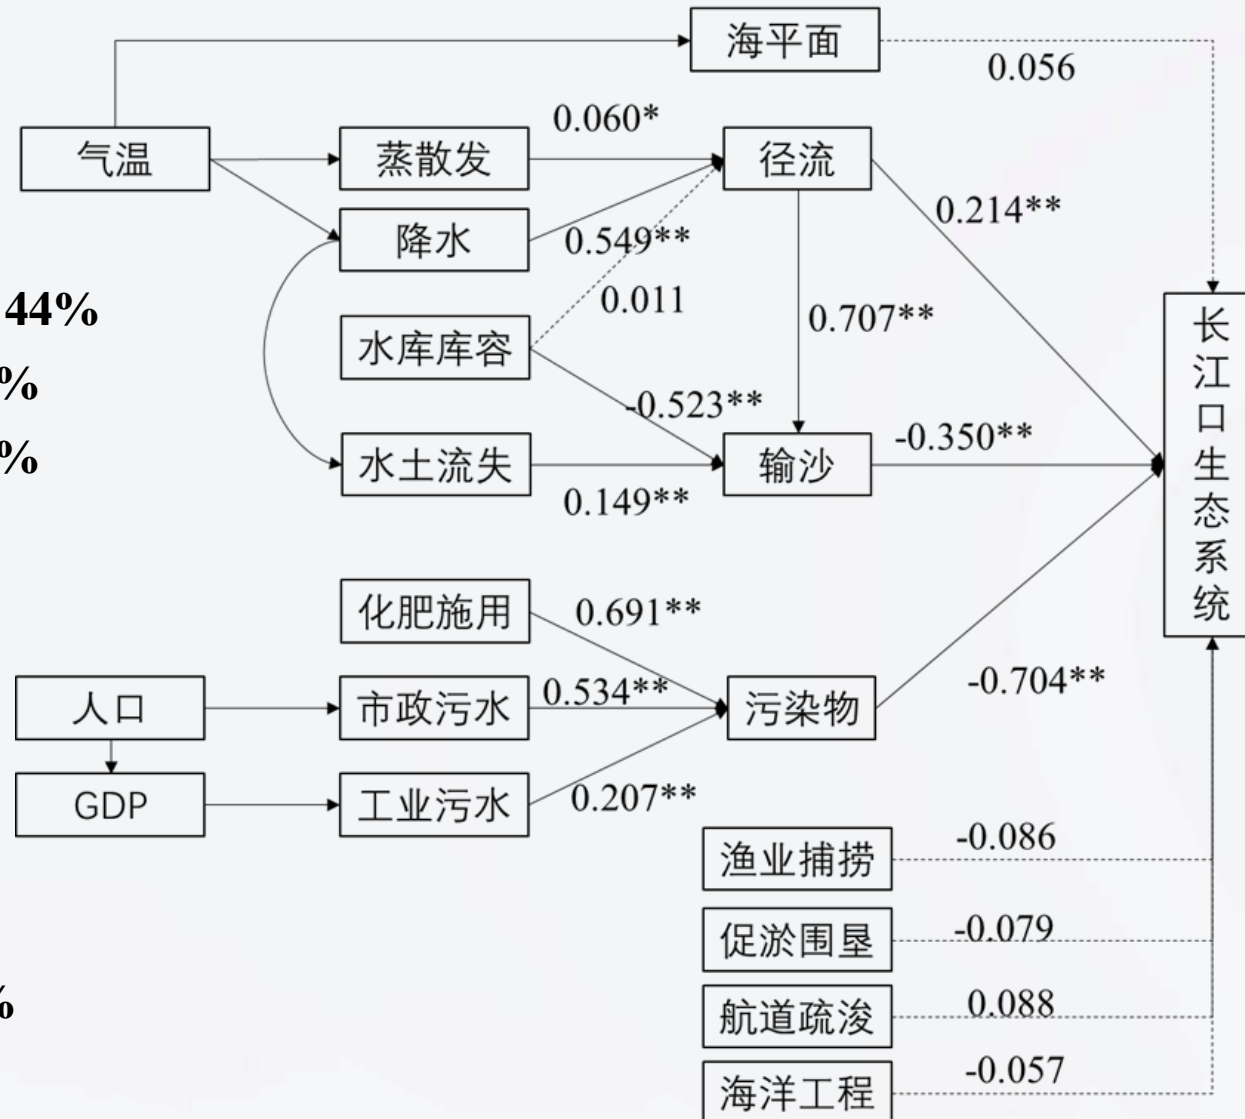 海平面
0.056
0.060*
气温
蒸散发
径流
0.214**
降水
0.549**
44%
0.011
0.707**
水库库容
%
-0.523**
-0.350**
%
水土流失
输沙
0.149**
长江口生态系统
化肥施用
0.691**
-0.704**
人口
市政污水
0.534**
污染物
GDP
工业污水
0.207**
渔业捕捞
-0.086
促淤围垦
-0.079
%
航道疏浚
0.088
海洋工程
-0.057